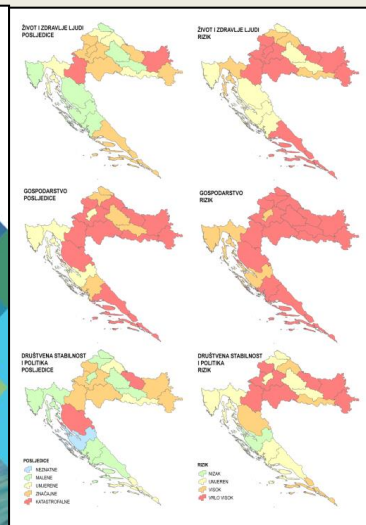 ŽIVOT I ZDRAVLJE LJUDI
POSLJEDICE
ŽIVOT I ZDRAVLJE LJUDI
RIZIK
GOSPODARSTVO
POSLJEDICE
GOSPODARSTVO
RIZIK
DRUŠTVENA STABILNOST
I POLITIKA
POSLJEDICE
DRUŠTVENA STABILNOST
I POLITIKA
RIZIK
POSLJEDICE
NEZNATNE
MALENE
UMJERENE
ZNAČAJNE
KATASTROFALNE
RIZIK
NIZAK
UMJEREN
VISOK
VRLO VISOK